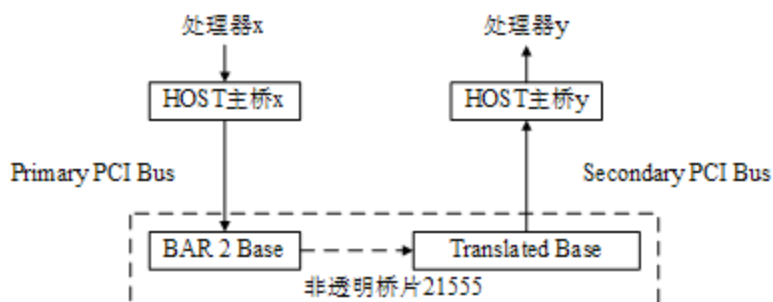 处理器x 处理器y
HOST主桥x HOST主桥y
Primary PCI Bus Secondary PCI Bus
BAR 2 Base Translated Base
非透明桥片21555